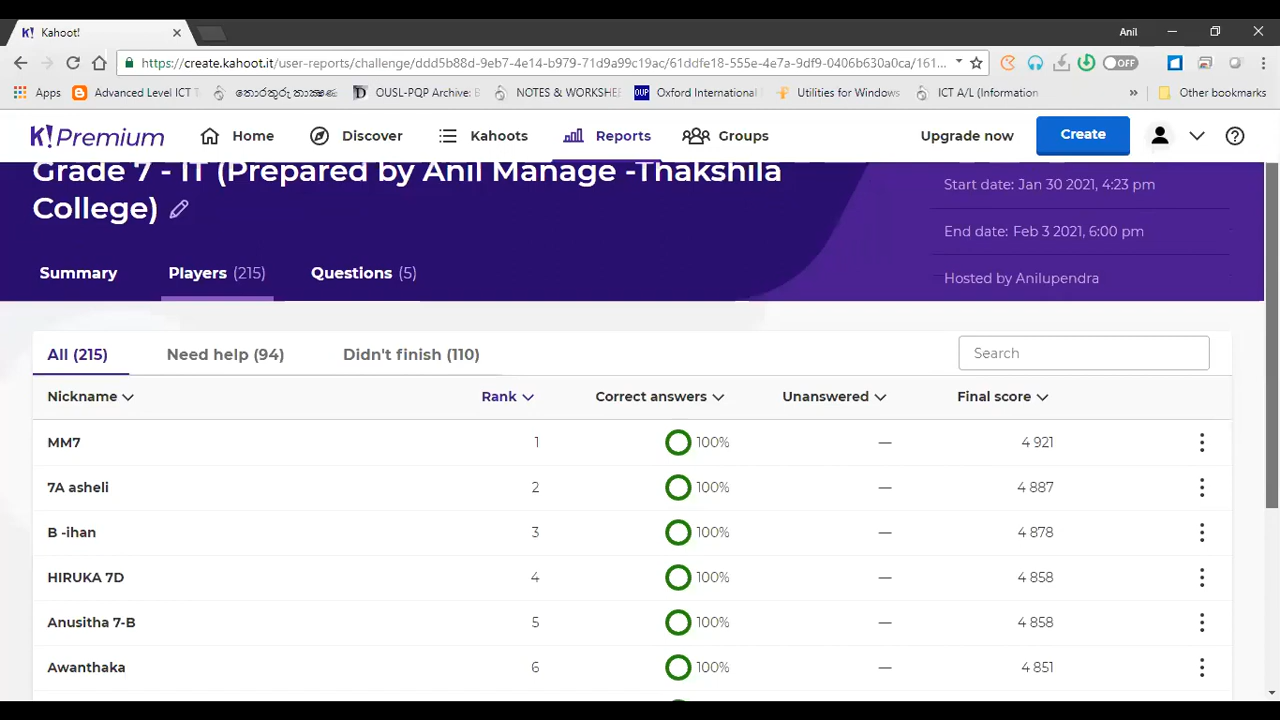 K! Kahoot!
Anil
https://create.kahoot.it/user-reports/challenge/ddd5b88d-9eb7-4e14-b979-71d9a99c19ac/61ddfe18-555e-4e7a-9df9-0406b630a0ca/161...
OFF
Apps
Advanced Level ICT T
තොරතුරු තාක්ෂණ
OUSL-PQP Archive: B
NOTES & WORKSHEE
OUP Oxford International
Utilities for Windows
ICT A/L (Information
» Other bookmarks
K! Premium Home Discover Kahoots Reports Groups Upgrade now Create
Grade 7 - IT (Prepared by Anil Manage -Thakshila
College)
Start date: Jan 30 2021, 4:23 pm
End date: Feb 3 2021, 6:00 pm
Hosted by Anilupendra
Summary Players (215) Questions (5)
All (215) Need help (94) Didn't finish (110) Search
Nickname Rank Correct answers Unanswered Final score
MM7 1 100% — 4 921
7A asheli 2 100% — 4 887
B -ihan 3 100% — 4 878
HIRUKA 7D 4 100% — 4 858
Anusitha 7-B 5 100% — 4 858
Awanthaka 6 100% — 4 851